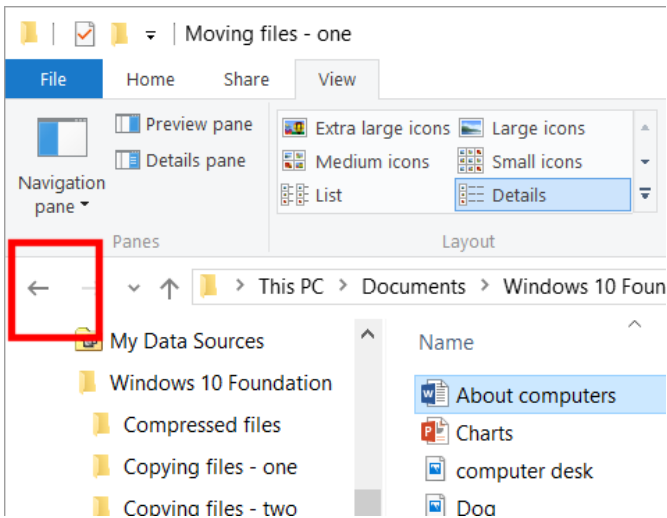 Moving files - one
File Home Share View
Navigation pane
Preview pane
Details pane
Panes
Extra large icons Large icons
Medium icons Small icons
List Details
Layout
This PC > Documents > Windows 10 Foun
My Data Sources
Windows 10 Foundation
Compressed files
Copying files - one
Copying files - two
Name
About computers
Charts
computer desk
Dog